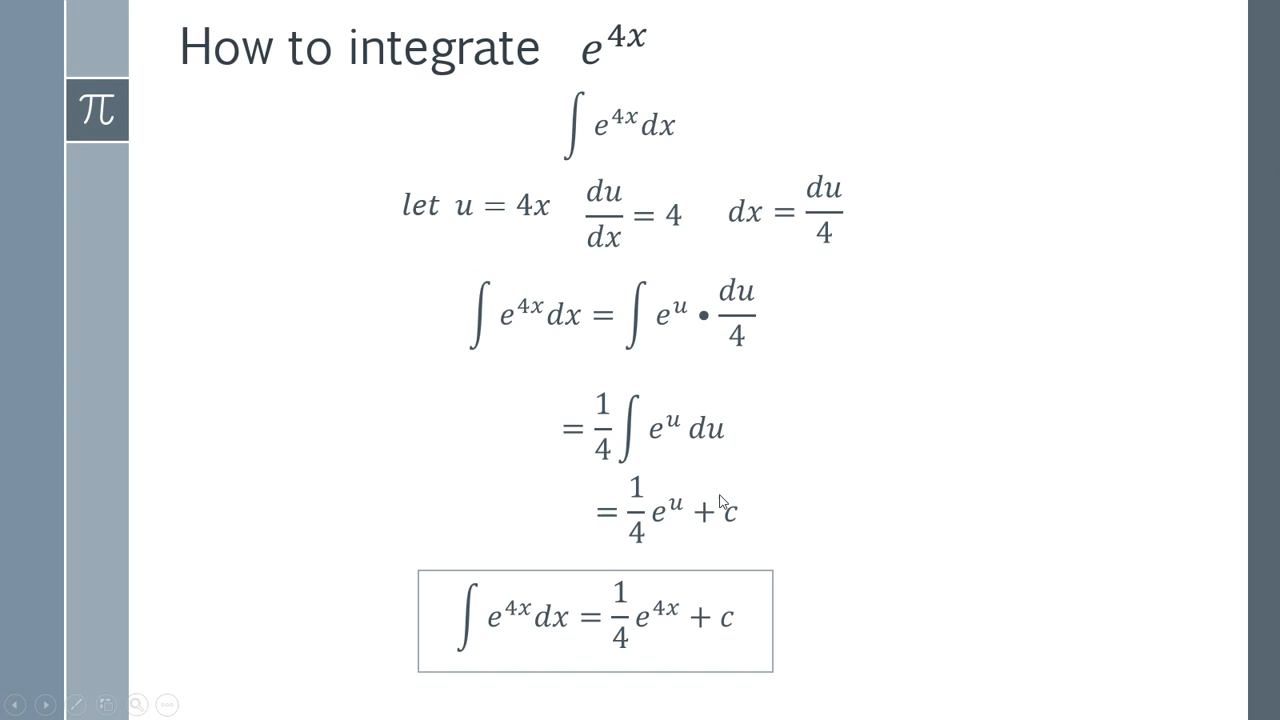 How to integrate e^{4x}
π
∫ e^{4x} dx
let u = 4x   du/dx = 4   dx = du/4
∫ e^{4x} dx = ∫ e^u • du/4
= 1/4 ∫ e^u du
= 1/4 e^u + c
∫ e^{4x} dx = 1/4 e^{4x} + c